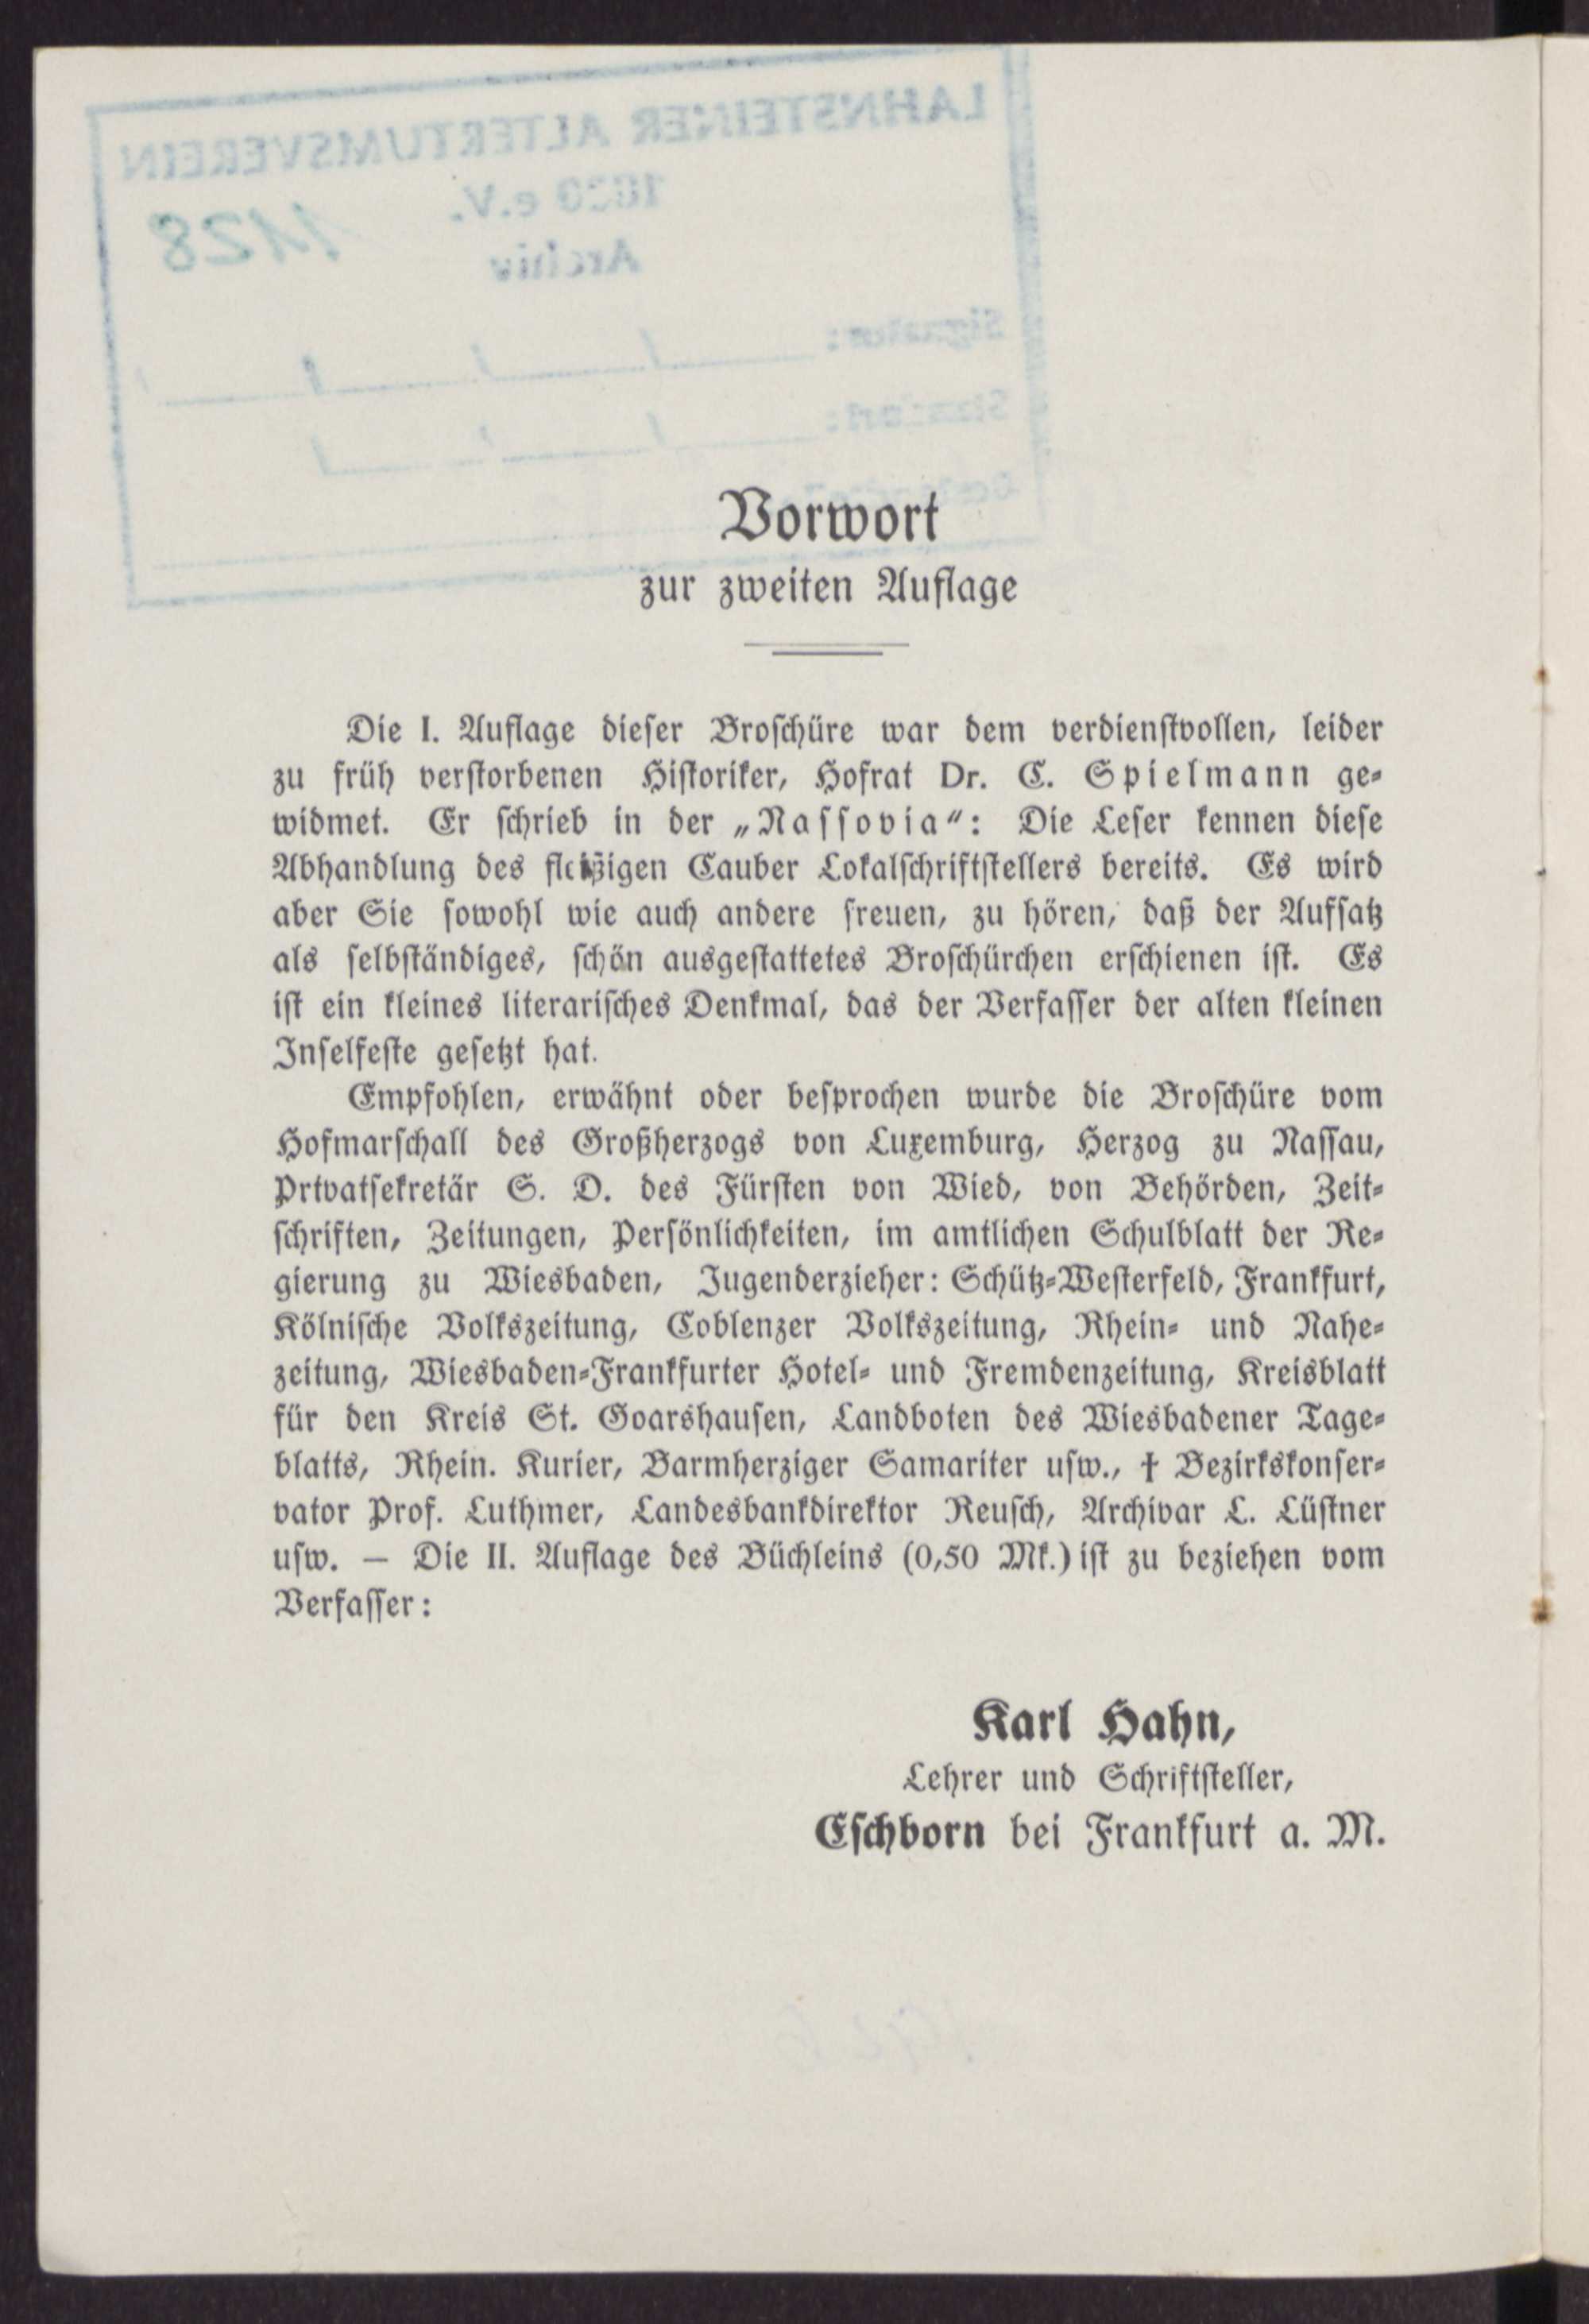 LAHNSTEINER ALTERTUMSVEREIN
e.V.
Archiv
1128
Signatur:
Vorwort
zur zweiten Auflage
Die I. Auflage dieser Broschüre war dem verdienstvollen, leider
zu früh verstorbenen Historiker, Hofrat Dr. C. Spielmann ge-
widmet. Er schrieb in der „Nassovia“: Die Leser kennen diese
Abhandlung des fleißigen Cauber Lokalschriftstellers bereits. Es wird
aber Sie sowohl wie auch andere freuen, zu hören, daß der Aufsatz
als selbständiges, schön ausgestattetes Broschürchen erschienen ist. Es
ist ein kleines literarisches Denkmal, das der Verfasser der alten kleinen
Inselfeste gesetzt hat.
Empfohlen, erwähnt oder besprochen wurde die Broschüre vom
Hofmarschall des Großherzogs von Luxemburg, Herzog zu Nassau,
Prtvatsekretär S. D. des Fürsten von Wied, von Behörden, Zeit-
schriften, Zeitungen, Persönlichkeiten, im amtlichen Schulblatt der Re-
gierung zu Wiesbaden, Jugenderzieher: Schütz-Westerfeld, Frankfurt,
Kölnische Volkszeitung, Coblenzer Volkszeitung, Rhein- und Nahe-
zeitung, Wiesbaden-Frankfurter Hotel- und Fremdenzeitung, Kreisblatt
für den Kreis St. Goarshausen, Landboten des Wiesbadener Tage-
blatts, Rhein. Kurier, Barmherziger Samariter usw., † Bezirkskonser-
vator Prof. Luthmer, Landesbankdirektor Reusch, Archivar L. Lüstner
usw. — Die II. Auflage des Büchleins (0,50 Mk.) ist zu beziehen vom
Verfasser:
Karl Hahn,
Lehrer und Schriftsteller,
Eschborn bei Frankfurt a. M.